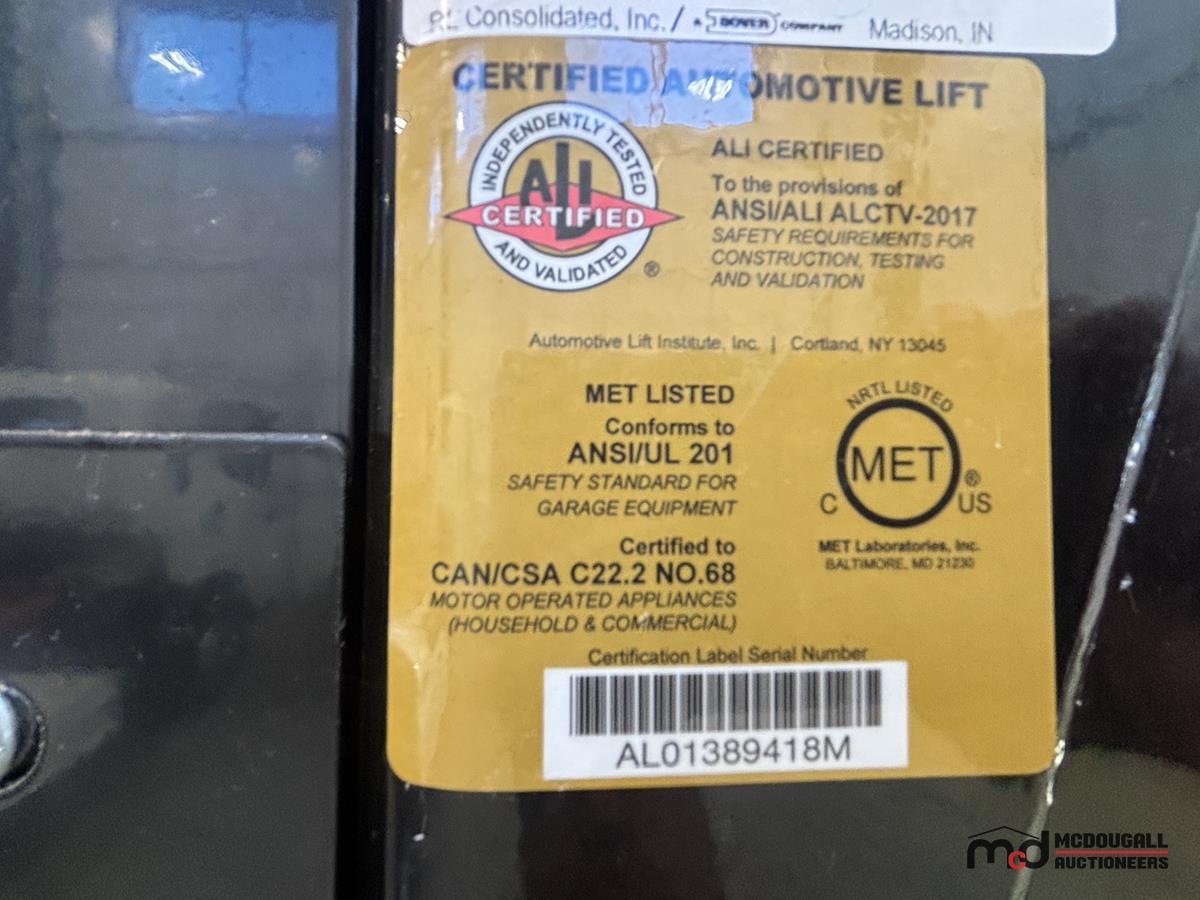 Consolidated, Inc. / A DOVER COMPANY Madison, IN
CERTIFIED AUTOMOTIVE LIFT
INDEPENDENTLY TESTED
ALI
CERTIFIED
AND VALIDATED
®
ALI CERTIFIED
To the provisions of
ANSI/ALI ALCTV-2017
SAFETY REQUIREMENTS FOR
CONSTRUCTION, TESTING
AND VALIDATION
Automotive Lift Institute, Inc. | Cortland, NY 13045
MET LISTED
Conforms to
ANSI/UL 201
SAFETY STANDARD FOR
GARAGE EQUIPMENT
Certified to
CAN/CSA C22.2 NO.68
MOTOR OPERATED APPLIANCES
(HOUSEHOLD & COMMERCIAL)
NRTL LISTED
MET
®
C US
MET Laboratories, Inc.
BALTIMORE, MD 21230
Certification Label Serial Number
AL01389418M
mcd MCDOUGALL
AUCTIONEERS